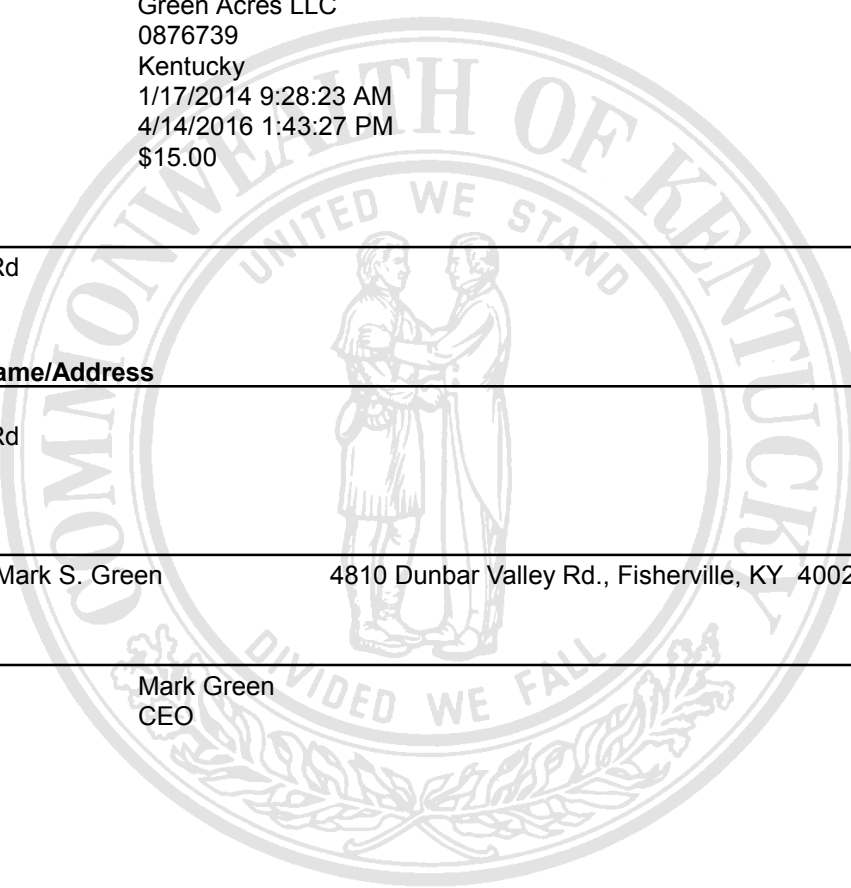 Green Acres LLC
0876739
Kentucky
1/17/2014 9:28:23 AM
4/14/2016 1:43:27 PM
$15.00
Rd
ame/Address
Rd
Mark S. Green 4810 Dunbar Valley Rd., Fisherville, KY 4002
Mark Green
CEO
COMMONWEALTH OF KENTUCKY
UNITED WE STAND
DIVIDED WE FALL